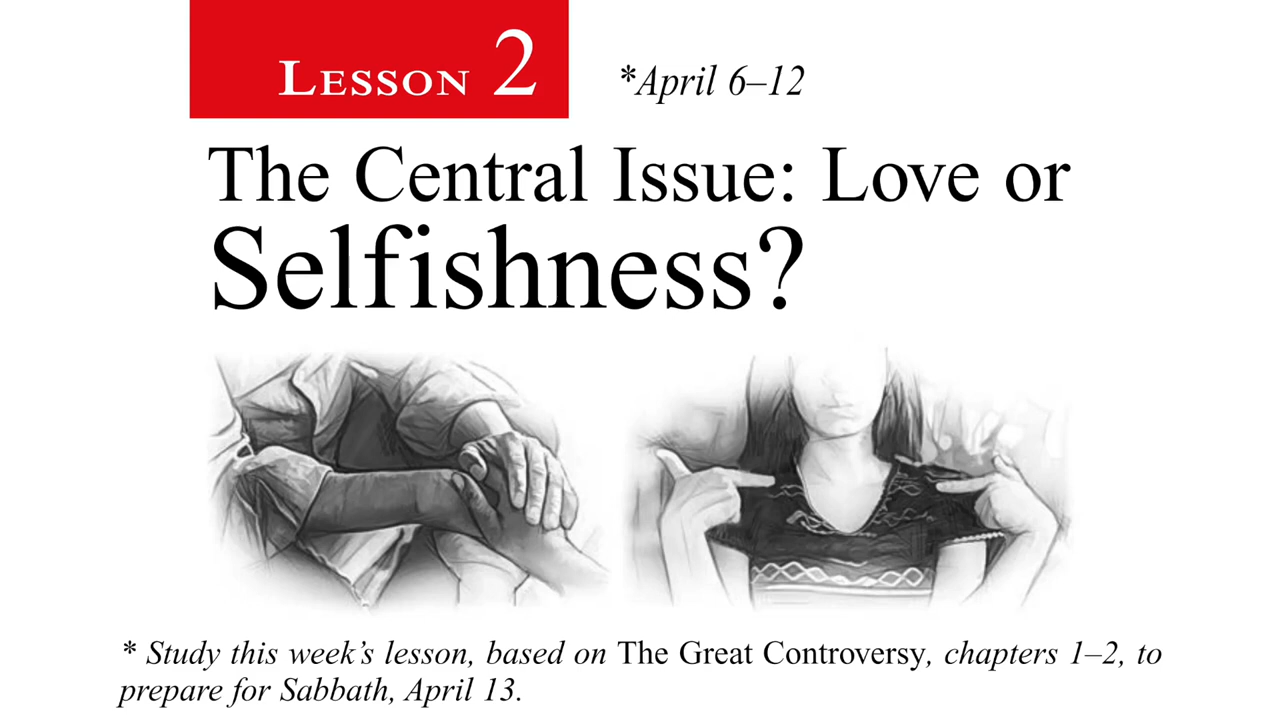 LESSON 2 *April 6–12
The Central Issue: Love or
Selfishness?
* Study this week’s lesson, based on The Great Controversy, chapters 1–2, to
prepare for Sabbath, April 13.